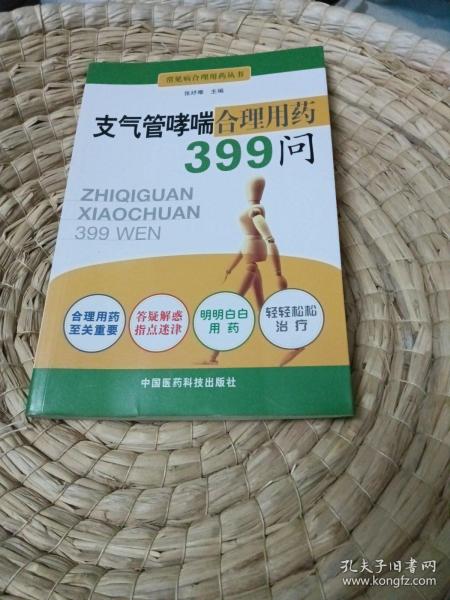 常见病合理用药丛书
张纾难 主编
支气管哮喘合理用药
399问
ZHIQIGUAN
XIAOCHUAN
399 WEN
合理用药
至关重要
答疑解惑
指点迷津
明明白白
用药
轻轻松松
治疗
中国医药科技出版社
孔夫子旧书网
www.kongfz.com